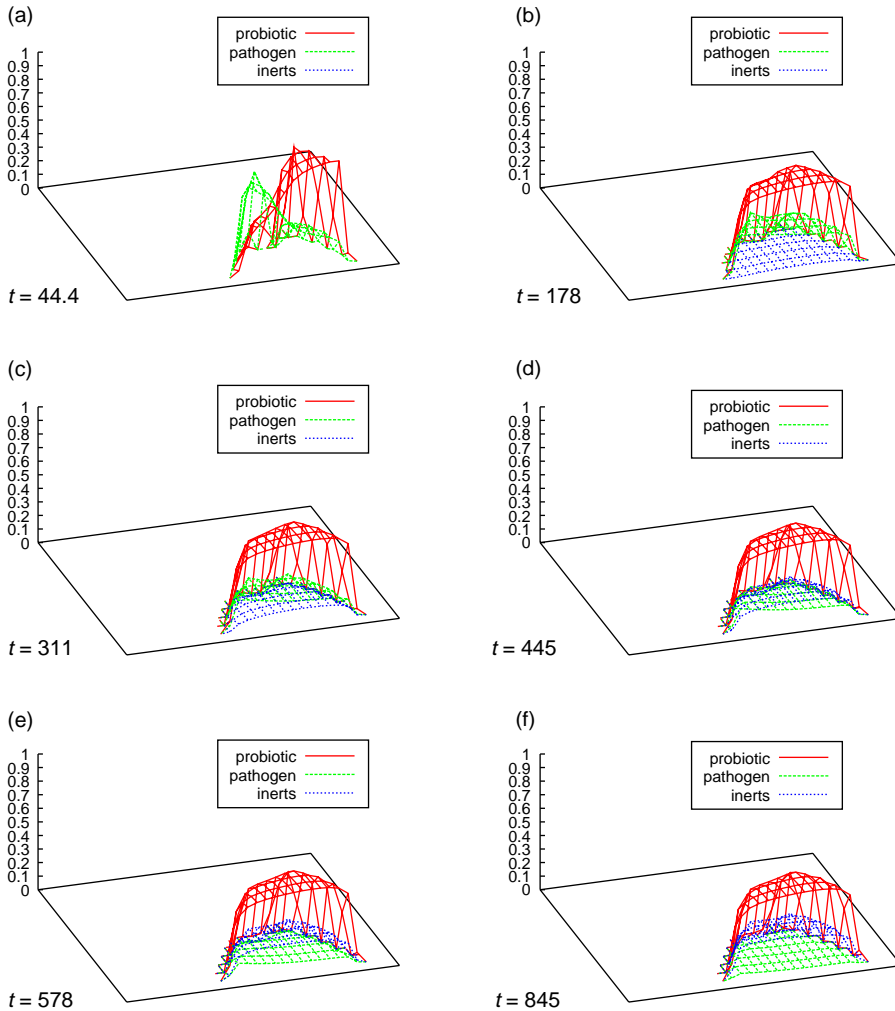 (a)
probiotic
pathogen
inerts
1
0.9
0.8
0.7
0.6
0.5
0.4
0.3
0.2
0.1
0
t = 44.4
(b)
probiotic
pathogen
inerts
1
0.9
0.8
0.7
0.6
0.5
0.4
0.3
0.2
0.1
0
t = 178
(c)
probiotic
pathogen
inerts
1
0.9
0.8
0.7
0.6
0.5
0.4
0.3
0.2
0.1
0
t = 311
(d)
probiotic
pathogen
inerts
1
0.9
0.8
0.7
0.6
0.5
0.4
0.3
0.2
0.1
0
t = 445
(e)
probiotic
pathogen
inerts
1
0.9
0.8
0.7
0.6
0.5
0.4
0.3
0.2
0.1
0
t = 578
(f)
probiotic
pathogen
inerts
1
0.9
0.8
0.7
0.6
0.5
0.4
0.3
0.2
0.1
0
t = 845